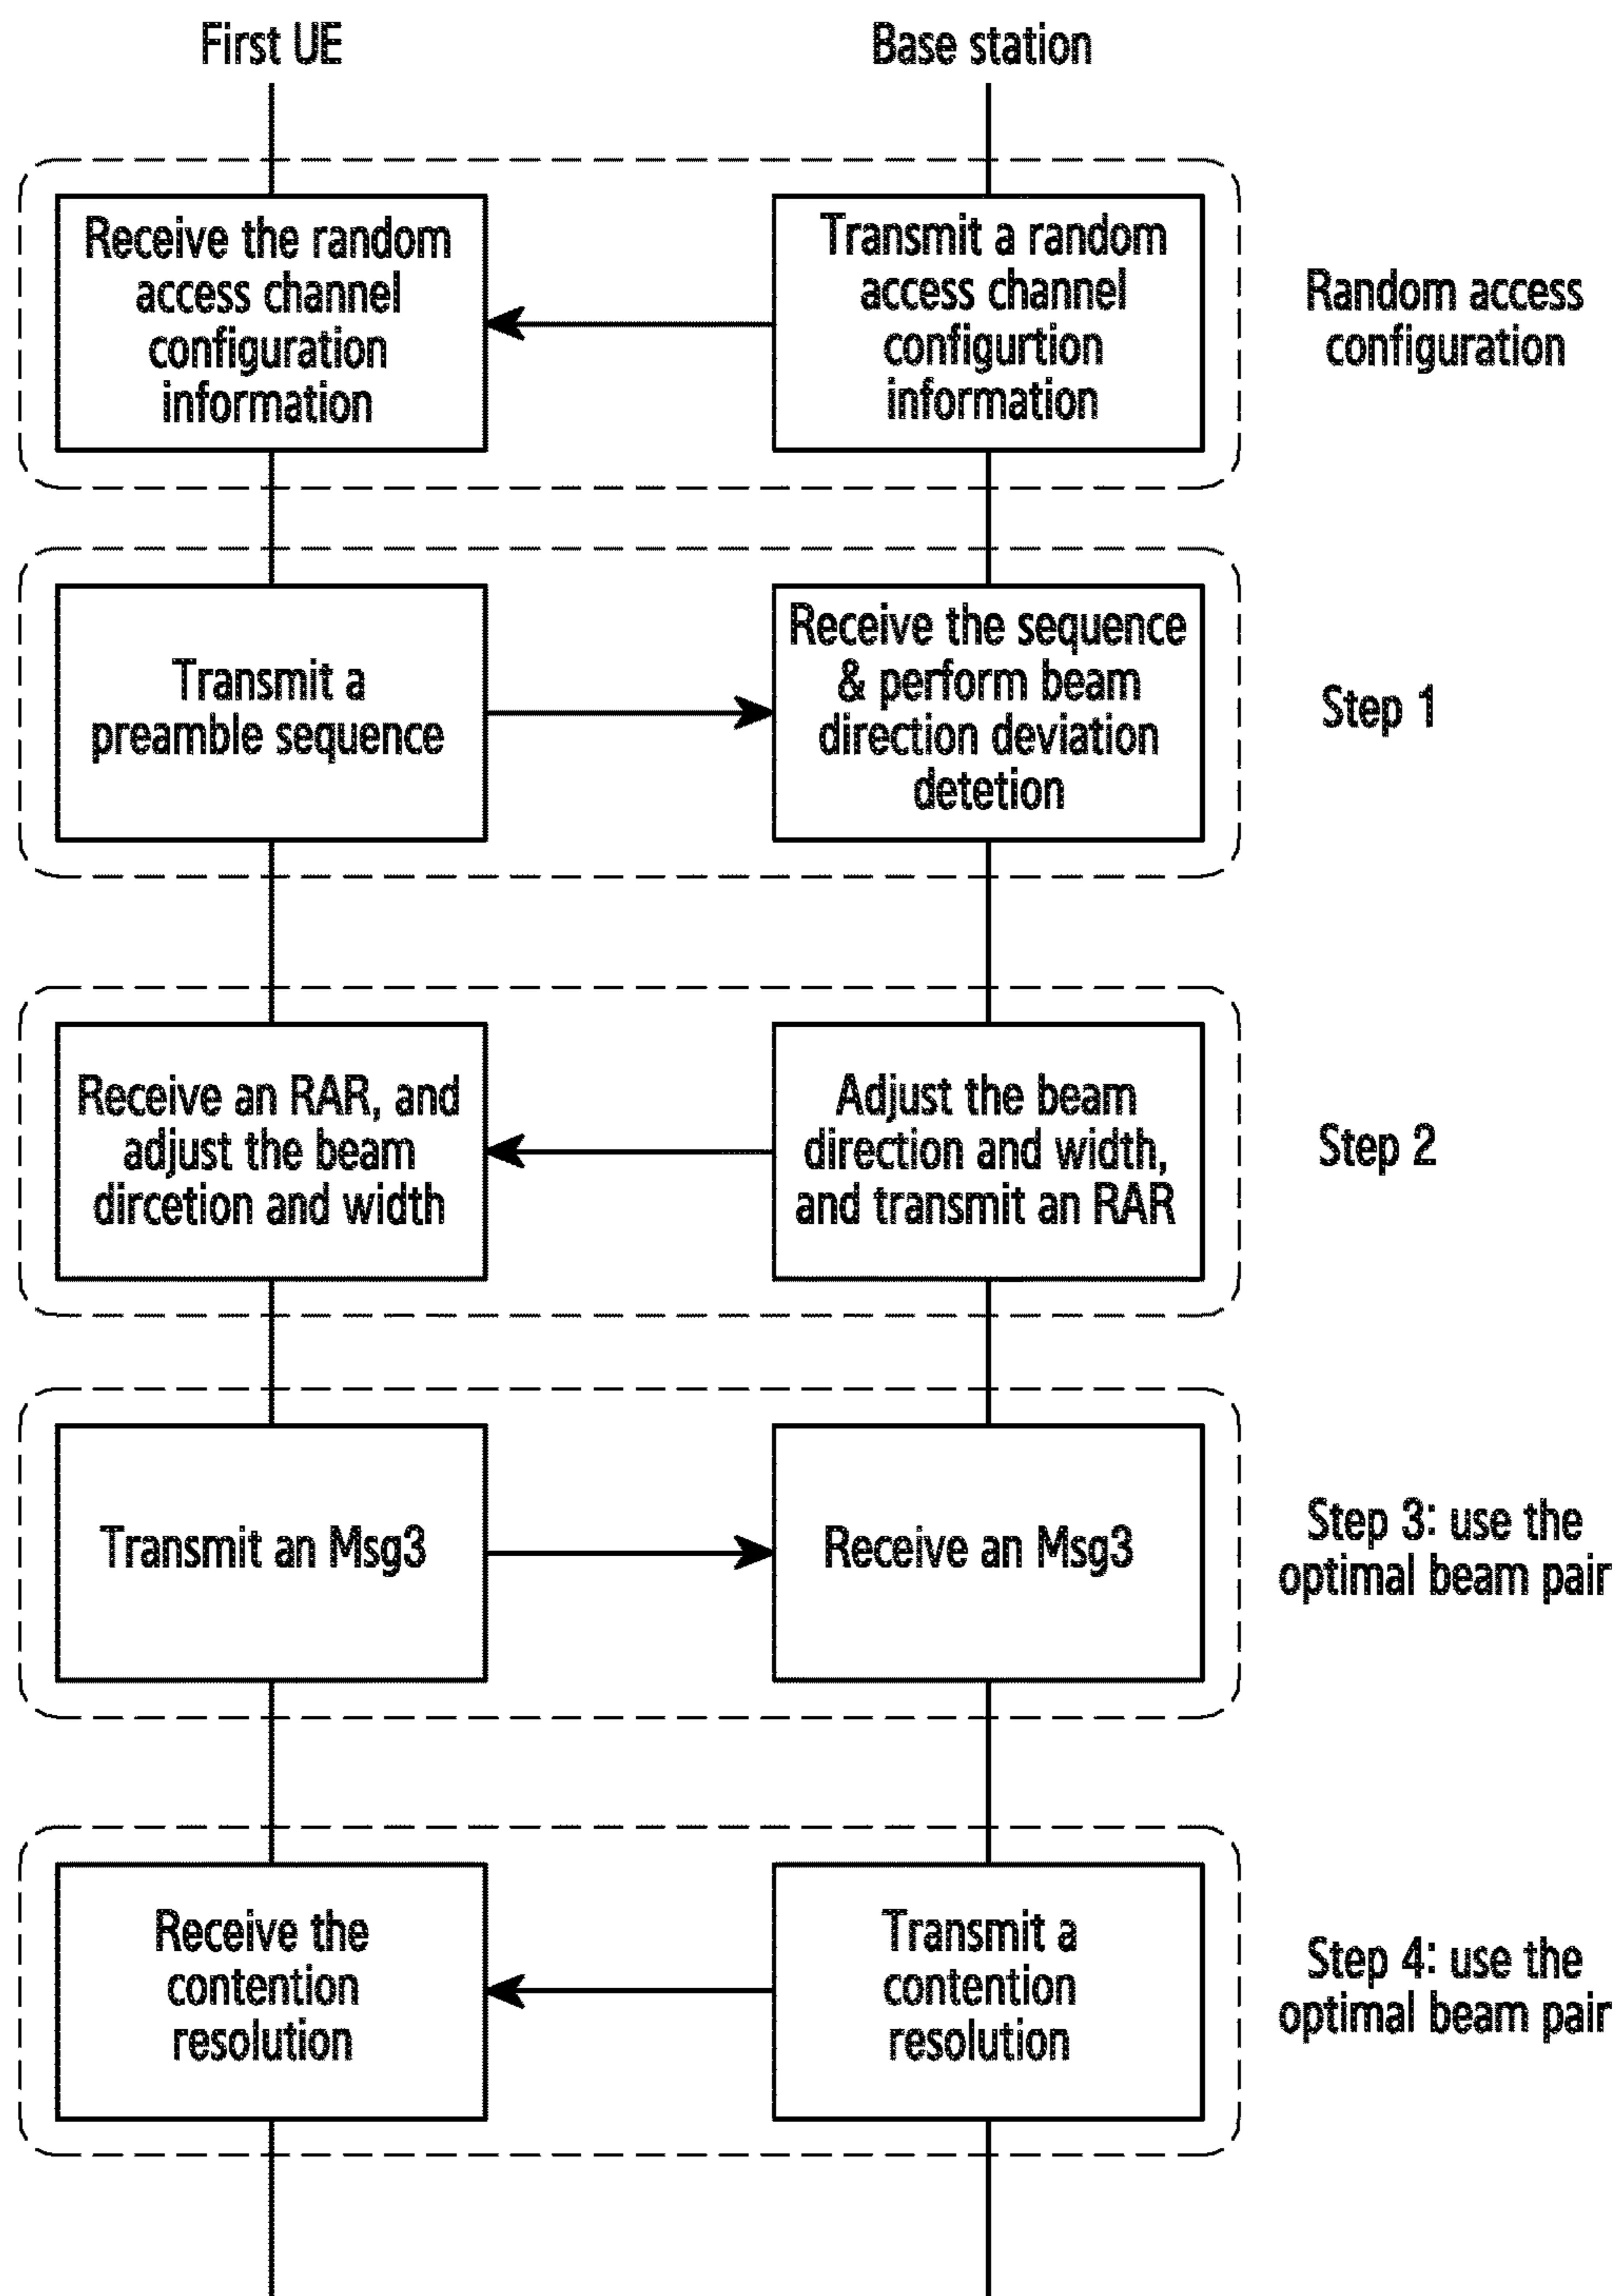 First UE
Base station
Receive the random
access channel
configuration
information
Transmit a random
access channel
configurtion
information
Random access
configuration
Transmit a
preamble sequence
Receive the sequence
& perform beam
direction deviation
detetion
Step 1
Receive an RAR, and
adjust the beam
dircetion and width
Adjust the beam
direction and width,
and transmit an RAR
Step 2
Transmit an Msg3
Receive an Msg3
Step 3: use the
optimal beam pair
Receive the
contention
resolution
Transmit a
contention
resolution
Step 4: use the
optimal beam pair